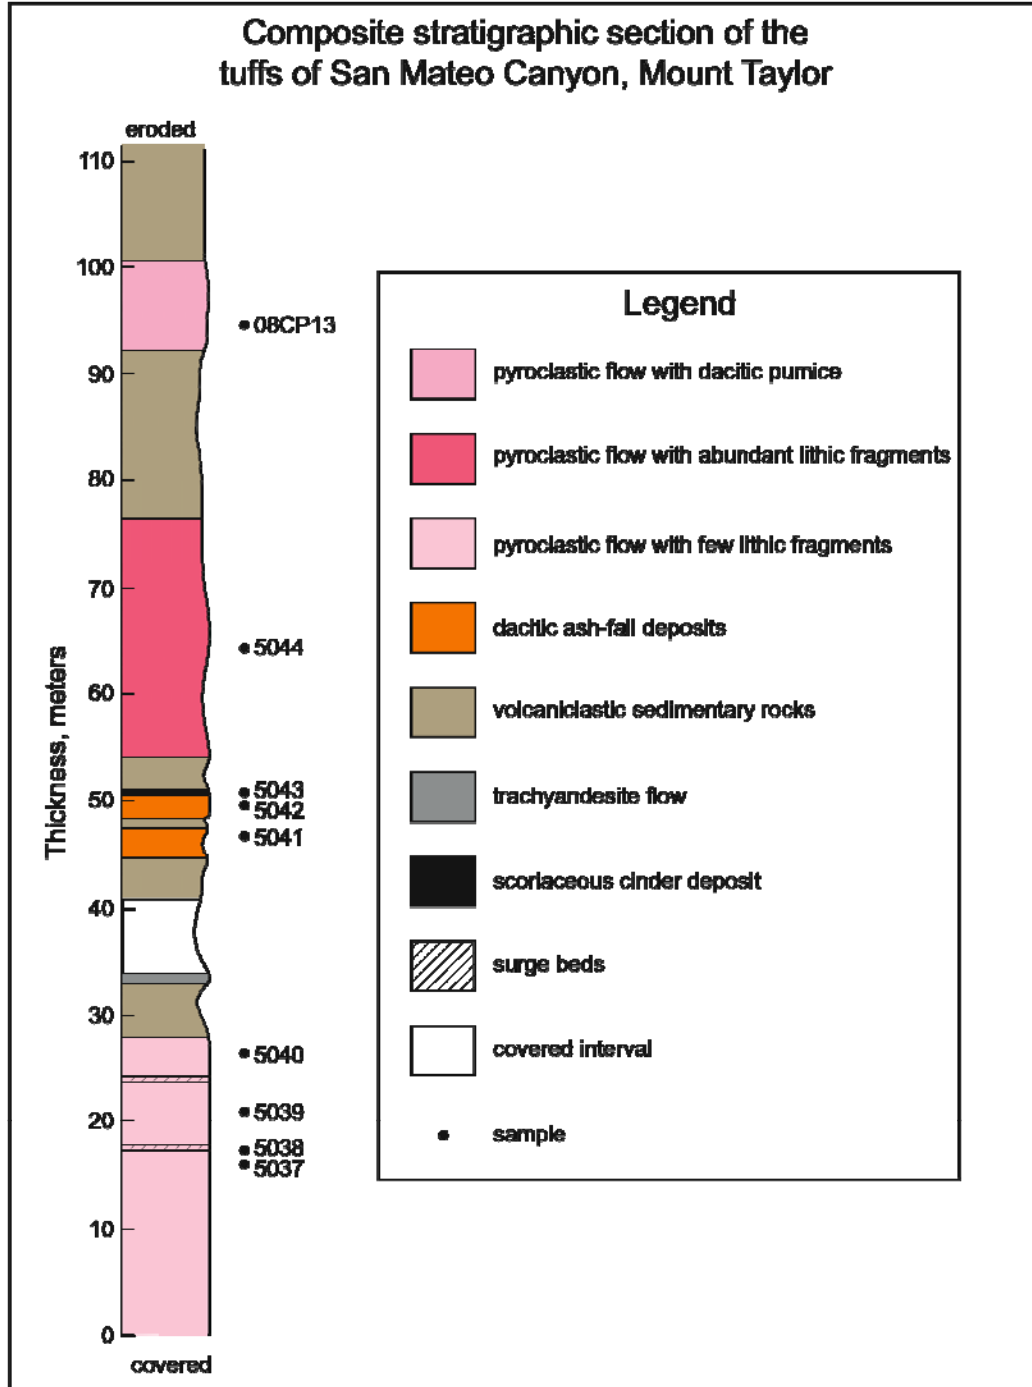 Composite stratigraphic section of the
tuffs of San Mateo Canyon, Mount Taylor
eroded
110
100
90
80
70
60
50
40
30
20
10
0
Thickness, meters
covered
08CP13
5044
5043
5042
5041
5040
5039
5038
5037
Legend
pyroclastic flow with dacitic pumice
pyroclastic flow with abundant lithic fragments
pyroclastic flow with few lithic fragments
dacitic ash-fall deposits
volcaniclastic sedimentary rocks
trachyandesite flow
scoriaceous cinder deposit
surge beds
covered interval
sample